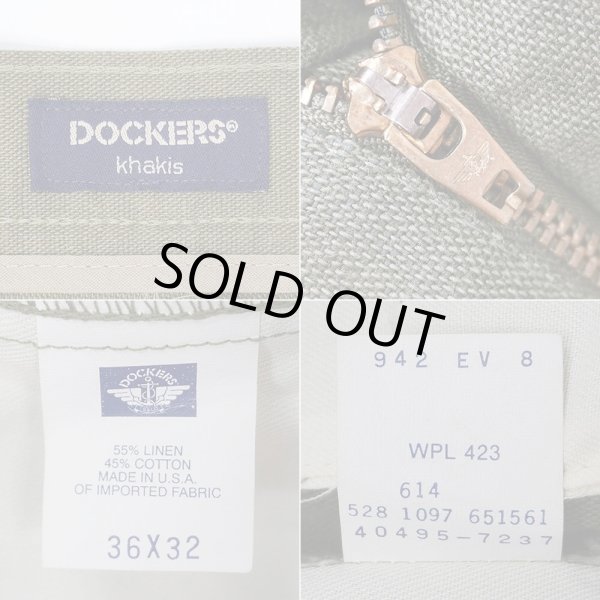 DOCKERS®
khakis
SOLD OUT
DOCKERS
55% LINEN
45% COTTON
MADE IN U.S.A.
OF IMPORTED FABRIC
36X32
942 EV 8
WPL 423
614
528 1097 651561
40495-7237